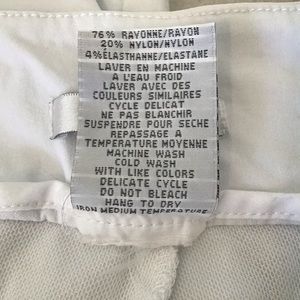 76% RAYONNE/RAYON
20% NYLON/NYLON
4% ÉLASTHANNE/ELASTANE
LAVER EN MACHINE
A L'EAU FROID
LAVER AVEC DES
COULEURS SIMILAIRES
CYCLE DELICAT
NE PAS BLANCHIR
SUSPENDRE POUR SECHE
REPASSAGE A
TEMPERATURE MOYENNE
MACHINE WASH
COLD WASH
WITH LIKE COLORS
DELICATE CYCLE
DO NOT BLEACH
HANG TO DRY
IRON MEDIUM TEMPERATURE